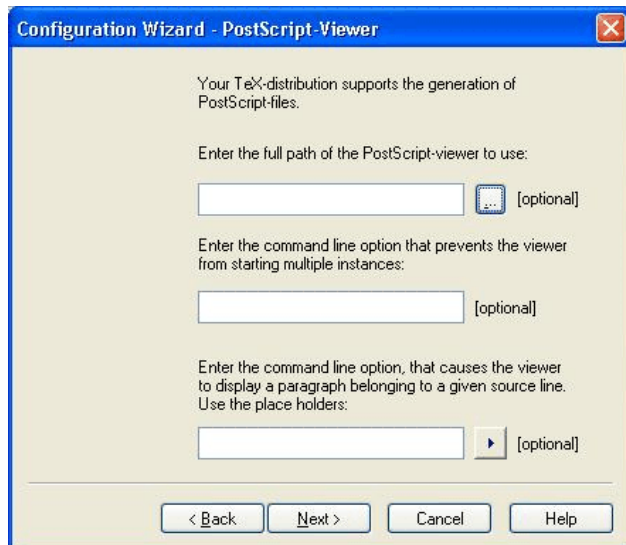 Configuration Wizard - PostScript-Viewer
Your TeX-distribution supports the generation of
PostScript-files.
Enter the full path of the PostScript-viewer to use:
... [optional]
Enter the command line option that prevents the viewer
from starting multiple instances:
[optional]
Enter the command line option, that causes the viewer
to display a paragraph belonging to a given source line.
Use the place holders:
[optional]
< Back Next > Cancel Help